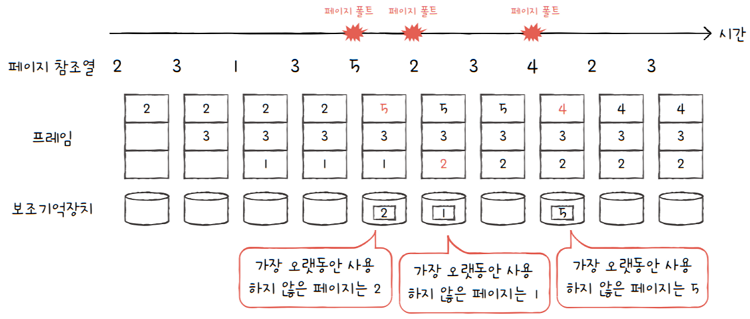 페이지 폴트 페이지 폴트 페이지 폴트
시간
페이지 참조열 2 3 1 3 5 2 3 4 2 3
2 2 2 2 5 5 5 4 4 4
프레임 3 3 3 3 3 3 3 3 3
1 1 1 2 2 2 2 2
보조기억장치 2 1 5
가장 오랫동안 사용
하지 않은 페이지는 2
가장 오랫동안 사용
하지 않은 페이지는 1
가장 오랫동안 사용
하지 않은 페이지는 5